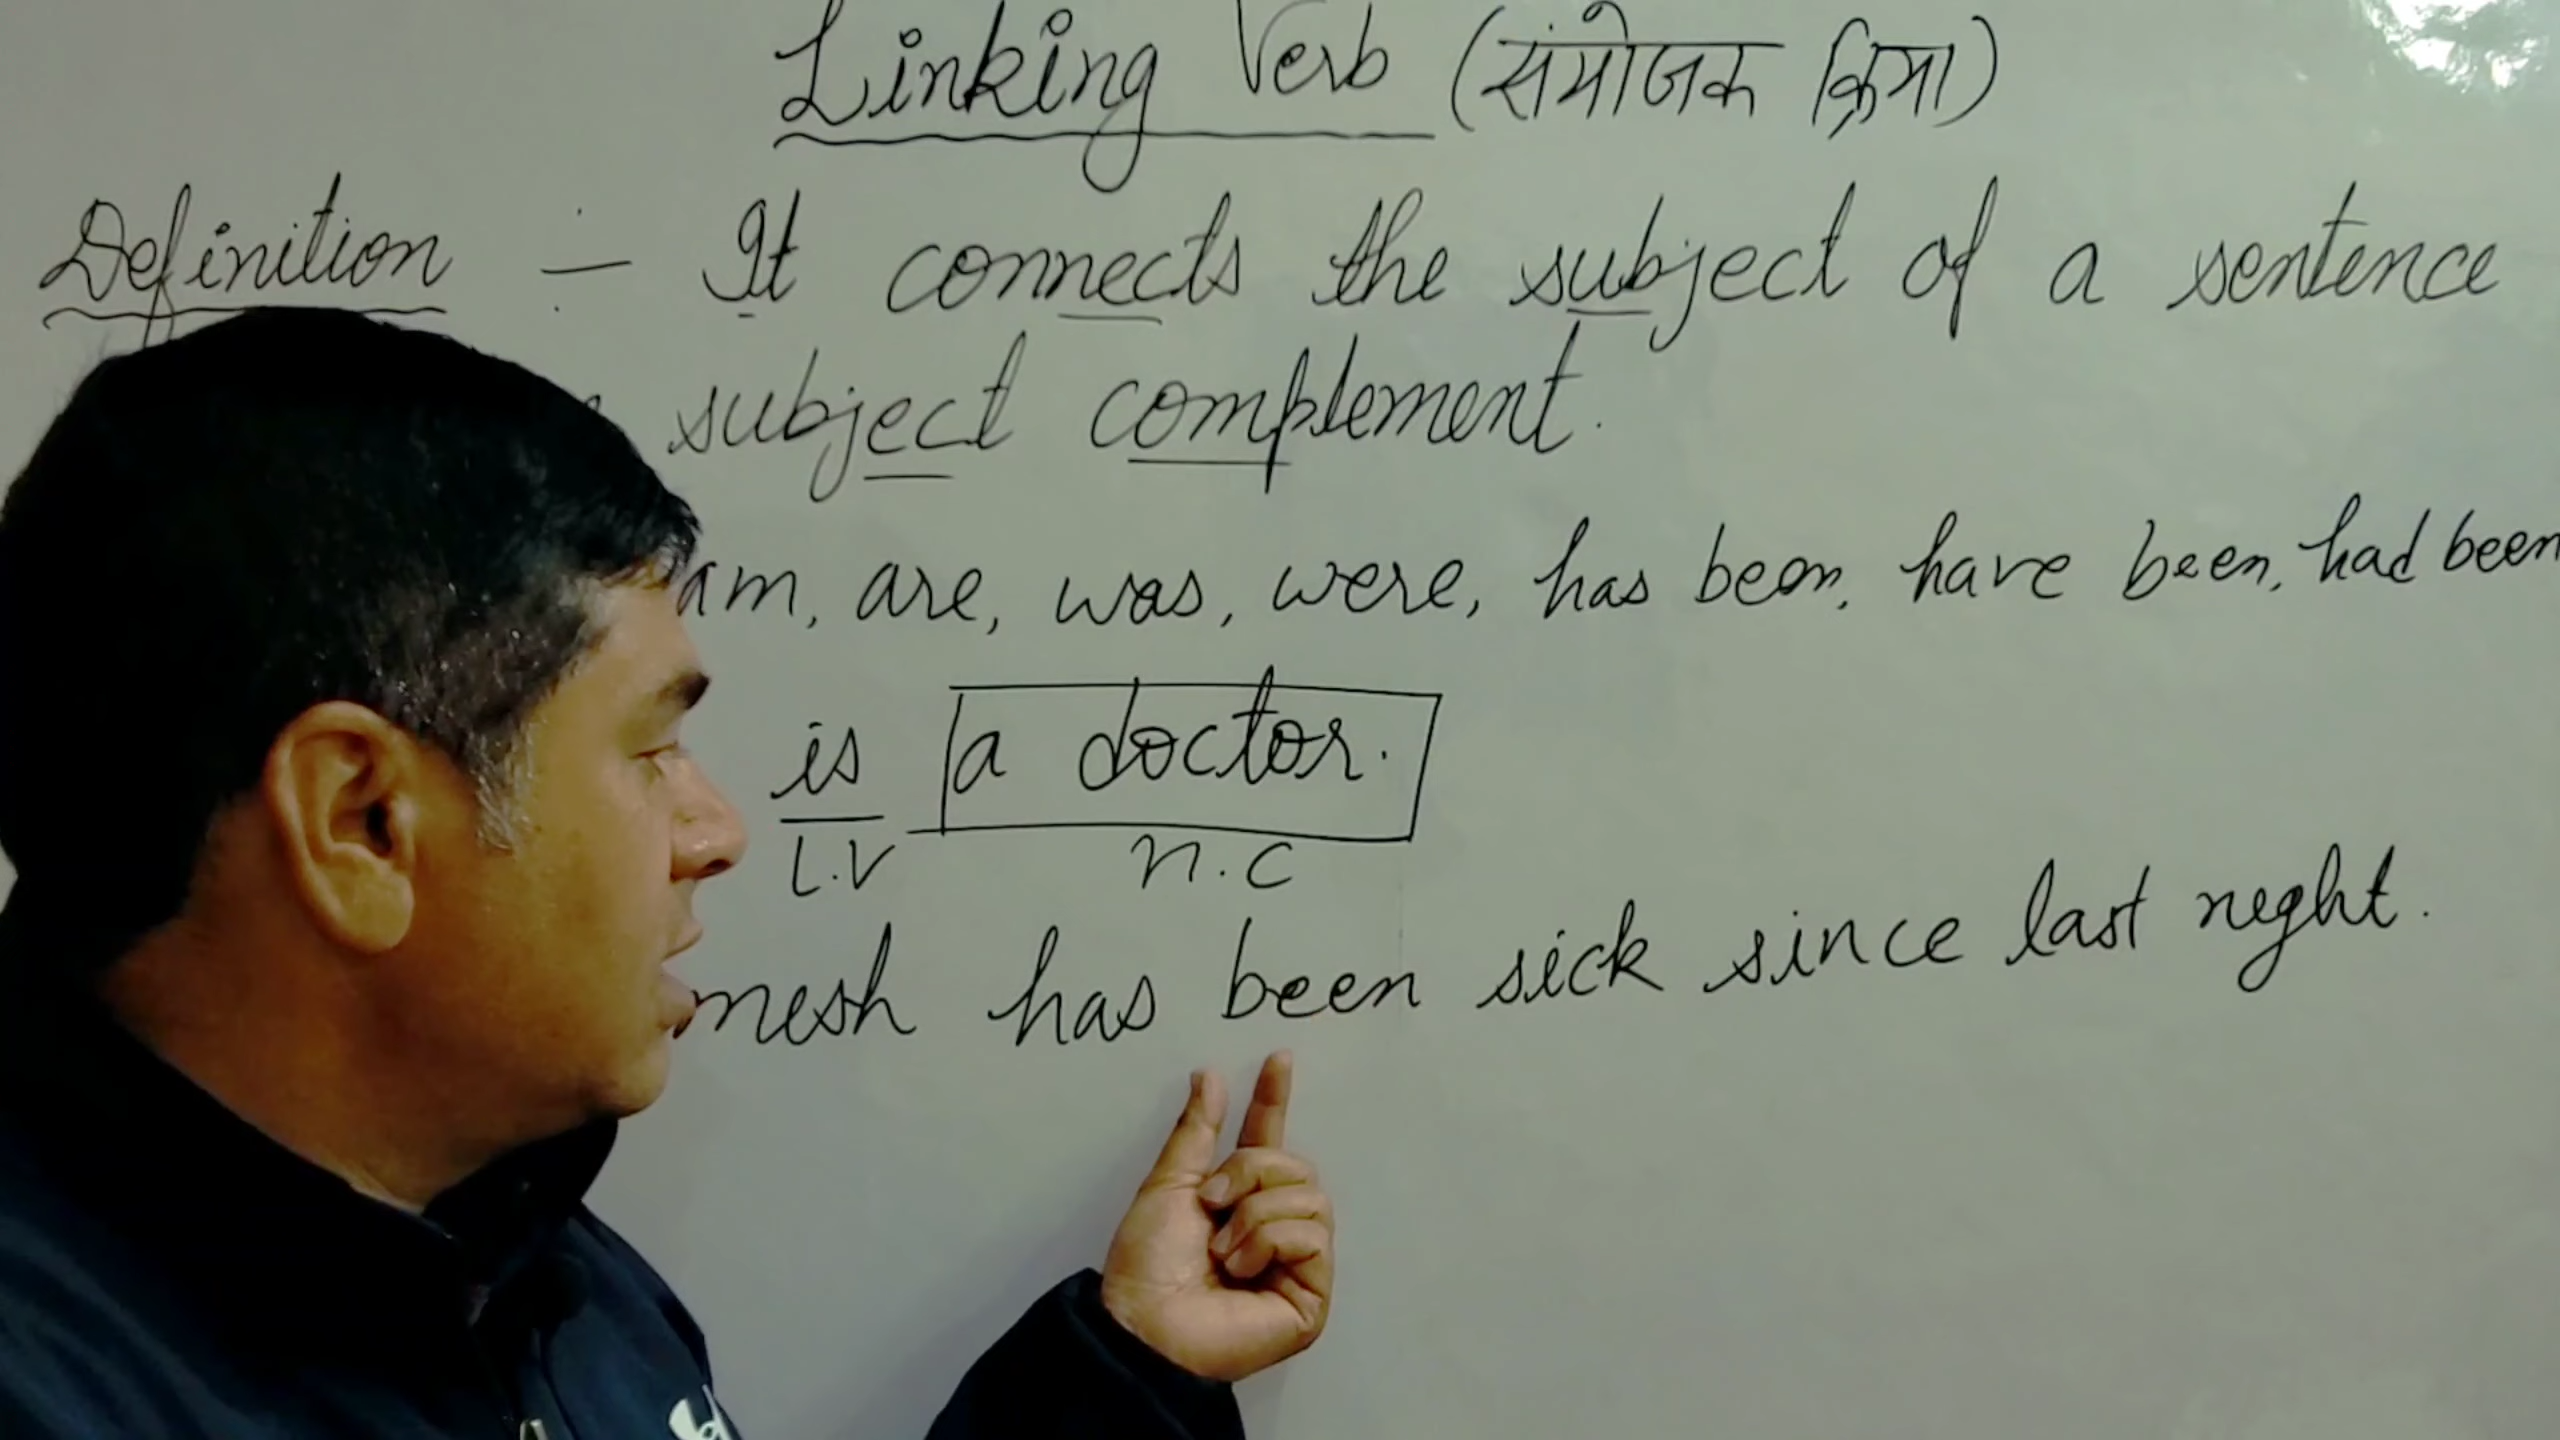 Linking Verb (संयोजक क्रिया)
Definition :- It connects the subject of a sentence
subject complement.
am, are, was, were, has been, have been, had been
is a doctor.
L.V n.c
mesh has been sick since last night.